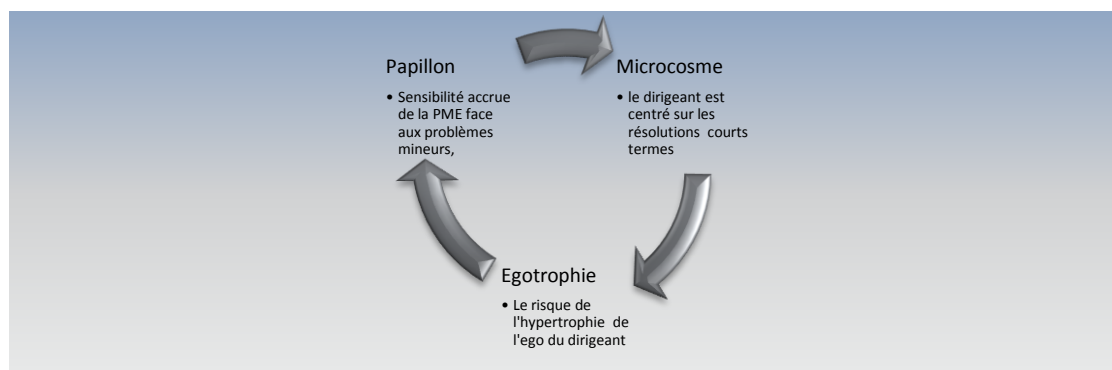 Papillon
• Sensibilité accrue
de la PME face
aux problèmes
mineurs,
Microcosme
• le dirigeant est
centré sur les
résolutions courts
termes
Egotrophie
• Le risque de
l'hypertrophie de
l'ego du dirigeant